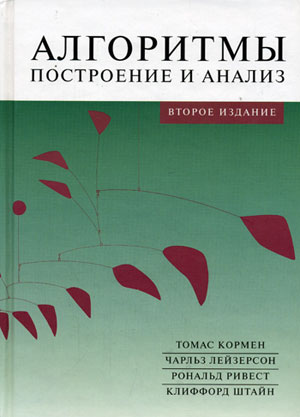 АЛГОРИТМЫ
ПОСТРОЕНИЕ И АНАЛИЗ
ВТОРОЕ ИЗДАНИЕ
ТОМАС КОРМЕН
ЧАРЛЬЗ ЛЕЙЗЕРСОН
РОНАЛЬД РИВЕСТ
КЛИФФОРД ШТАЙН